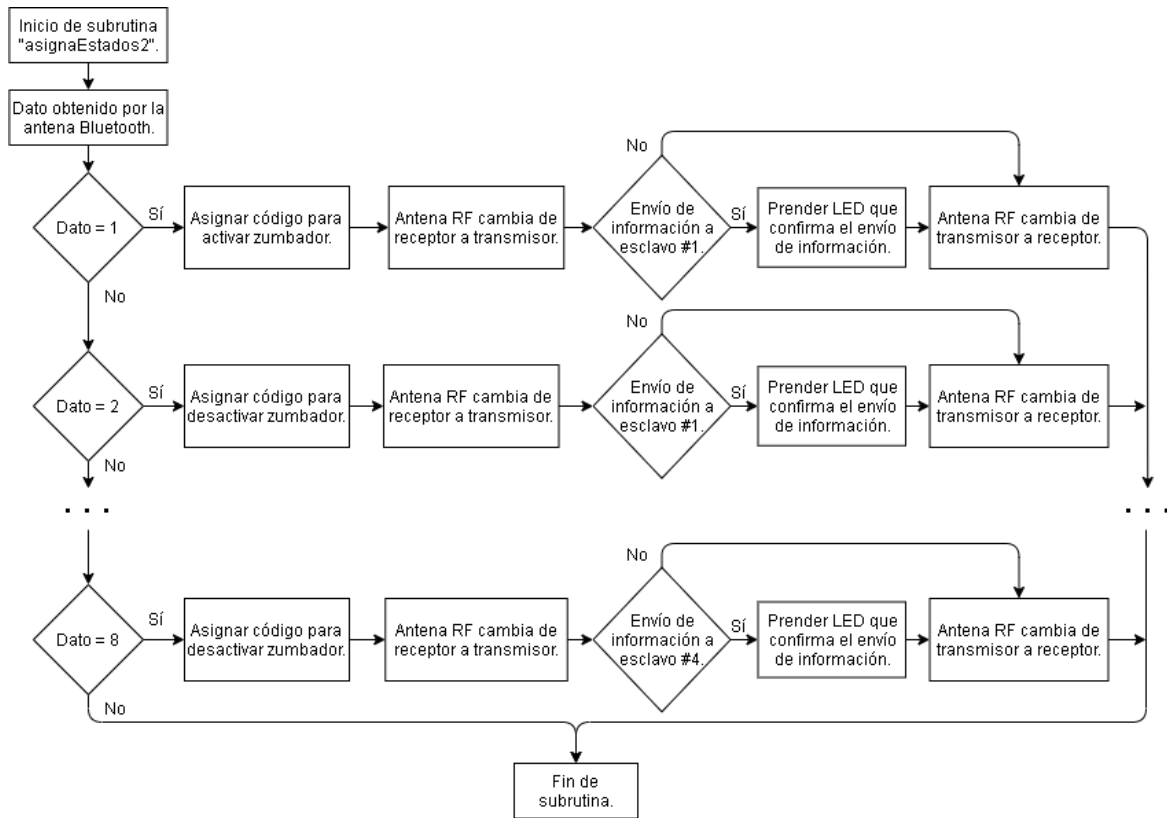 Inicio de subrutina
"asignaEstados2".
Dato obtenido por la
antena Bluetooth.
Dato = 1
Sí
No
Asignar código para
activar zumbador.
Antena RF cambia de
receptor a transmisor.
Envío de
información a
esclavo #1.
No
Sí
Prender LED que
confirma el envío
de información.
Antena RF cambia de
transmisor a receptor.
Dato = 2
Sí
No
Asignar código para
desactivar zumbador.
Antena RF cambia de
receptor a transmisor.
Envío de
información a
esclavo #1.
No
Sí
Prender LED que
confirma el envío
de información.
Antena RF cambia de
transmisor a receptor.
. . .
. . .
Dato = 8
Sí
No
Asignar código para
desactivar zumbador.
Antena RF cambia de
receptor a transmisor.
Envío de
información a
esclavo #4.
No
Sí
Prender LED que
confirma el envío
de información.
Antena RF cambia de
transmisor a receptor.
Fin de
subrutina.